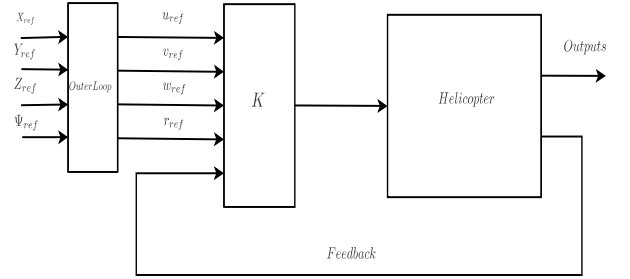 X_ref
Y_ref
Z_ref
Ψ_ref
OuterLoop
u_ref
v_ref
w_ref
r_ref
K
Helicopter
Outputs
Feedback